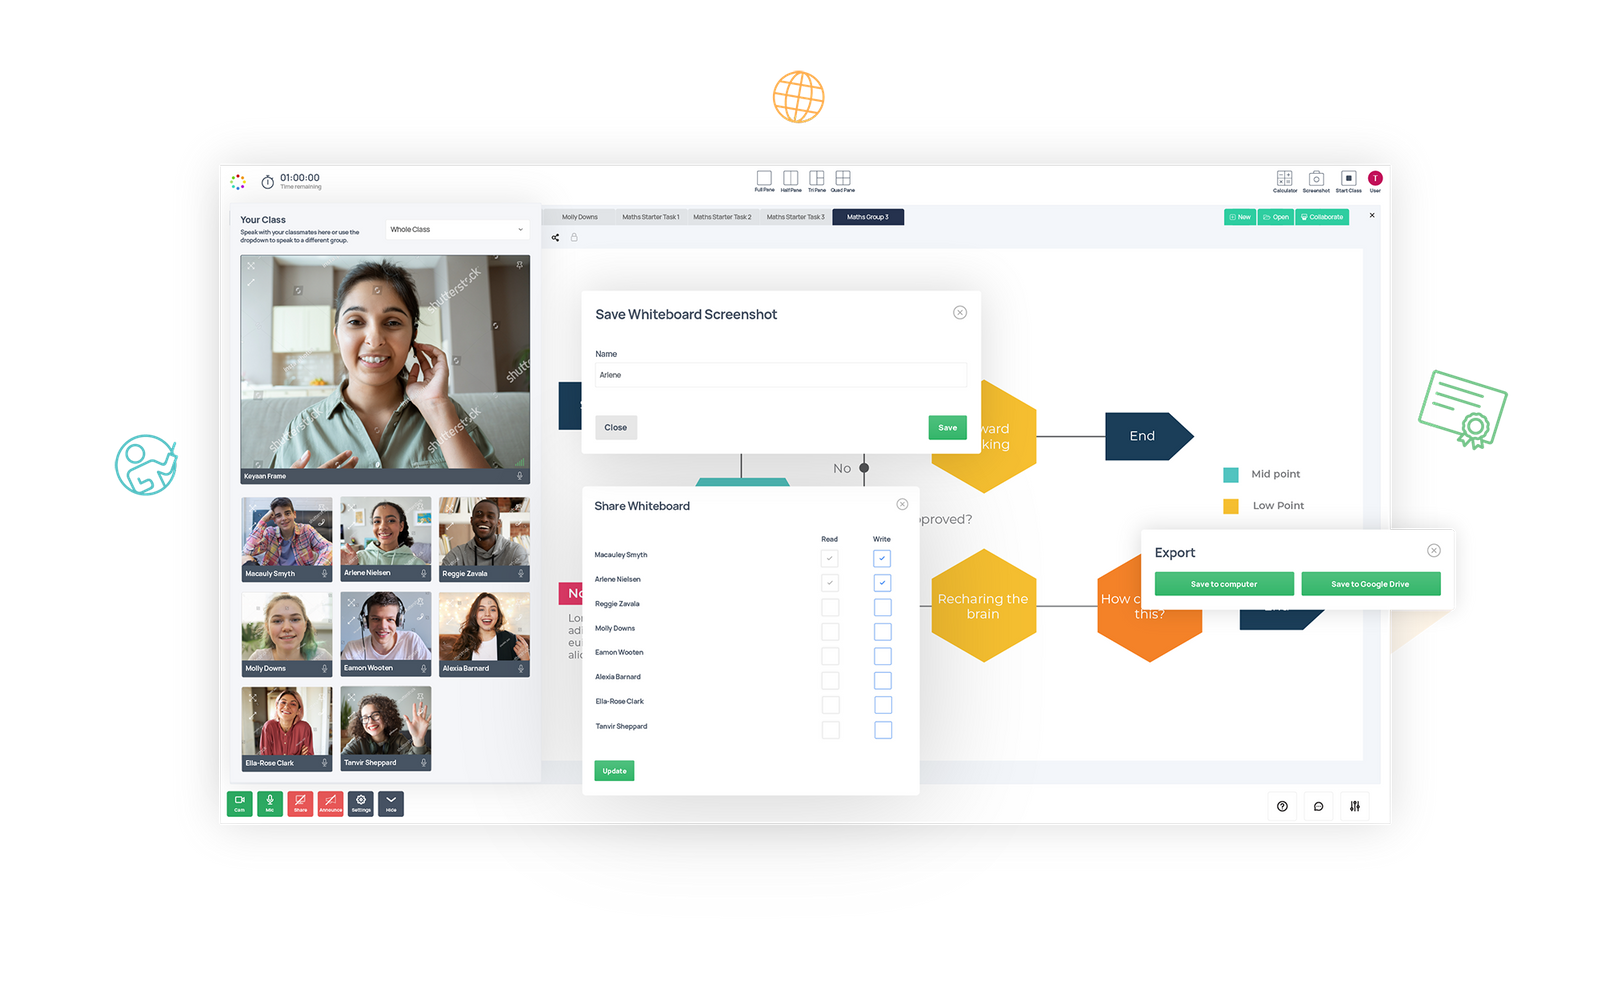 01:00:00
Time remaining
Full Pane
Half Pane
Tri Pane
Quad Pane
Calculator
Screenshot
Start Class
T
User
Your Class
Speak with your classmates here or use the
dropdown to speak to a different group.
Whole Class
Molly Downs
Maths Starter Task 1
Maths Starter Task 2
Maths Starter Task 3
Maths Group 3
New
Open
Collaborate
shutterstock
shutterstock
shutterstock
Keyaan Frame
Macauly Smyth
Arlene Nielsen
Reggie Zavala
Molly Downs
Eamon Wooten
Alexia Barnard
Ella-Rose Clark
Tanvir Sheppard
Cam
Mic
Share
Announce
Settings
Hide
Save Whiteboard Screenshot
Name
Arlene
Close
Save
No
End
Mid point
Low Point
Recharing the
brain
this?
Share Whiteboard
Read
Write
Macauley Smyth
Arlene Nielsen
Reggie Zavala
Molly Downs
Eamon Wooten
Alexia Barnard
Ella-Rose Clark
Tanvir Sheppard
Update
Export
Save to computer
Save to Google Drive